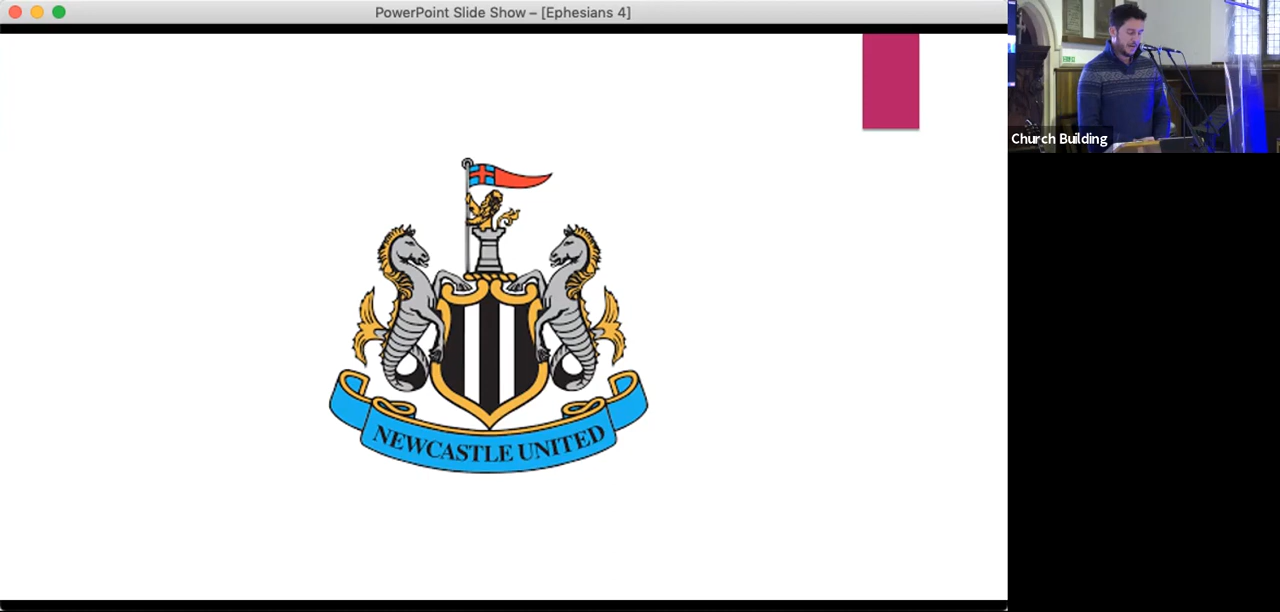 PowerPoint Slide Show – [Ephesians 4]
NEWCASTLE UNITED
Church Building